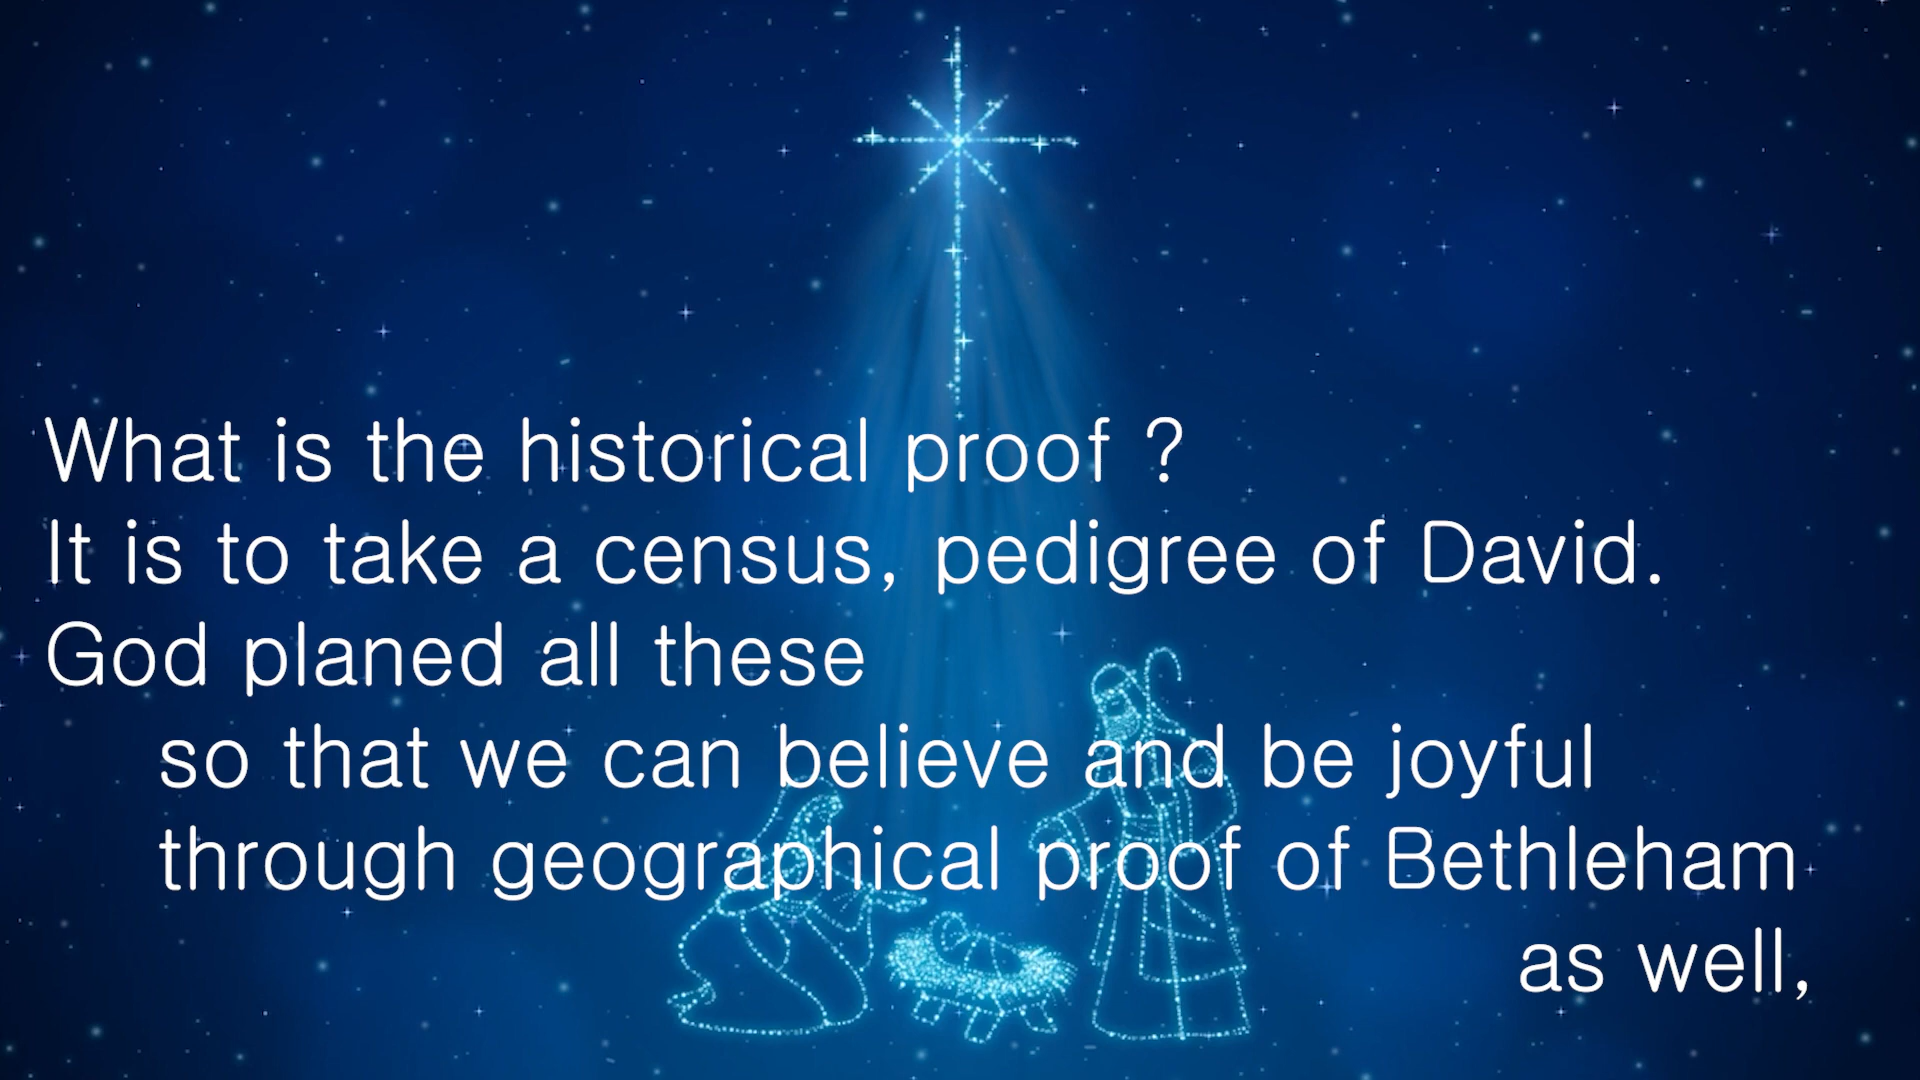 What is the historical proof ?
It is to take a census, pedigree of David.
God planed all these
so that we can believe and be joyful
through geographical proof of Bethleham
as well,